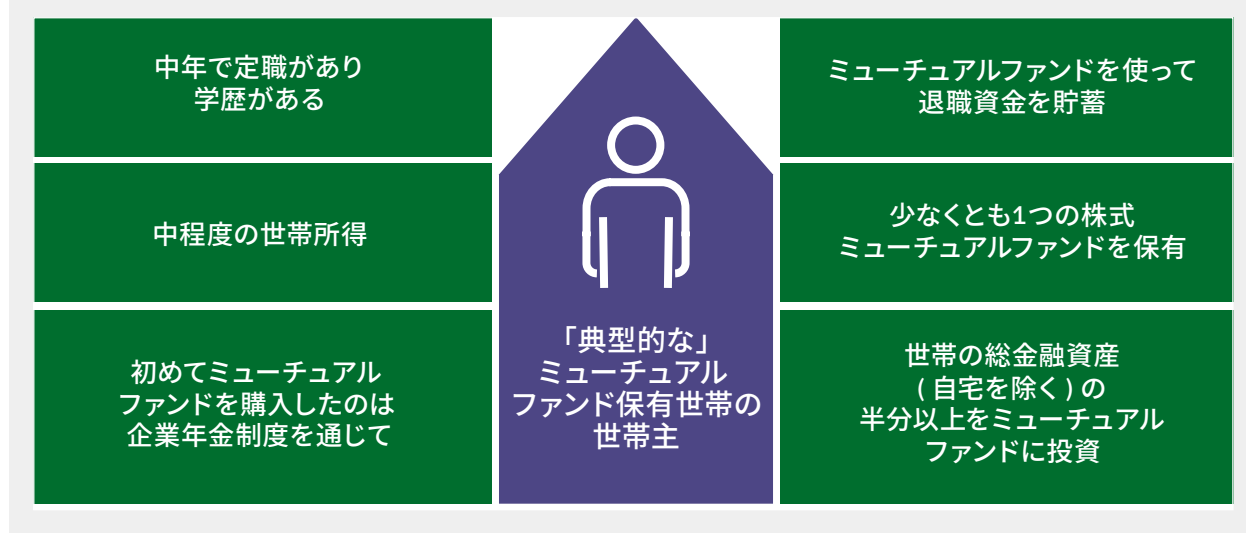 中年で定職があり
学歴がある
中程度の世帯所得
初めてミューチュアル
ファンドを購入したのは
企業年金制度を通じて
「典型的な」
ミューチュアル
ファンド保有世帯の
世帯主
ミューチュアルファンドを使って
退職資金を貯蓄
少なくとも1つの株式
ミューチュアルファンドを保有
世帯の総金融資産
(自宅を除く)の
半分以上をミューチュアル
ファンドに投資